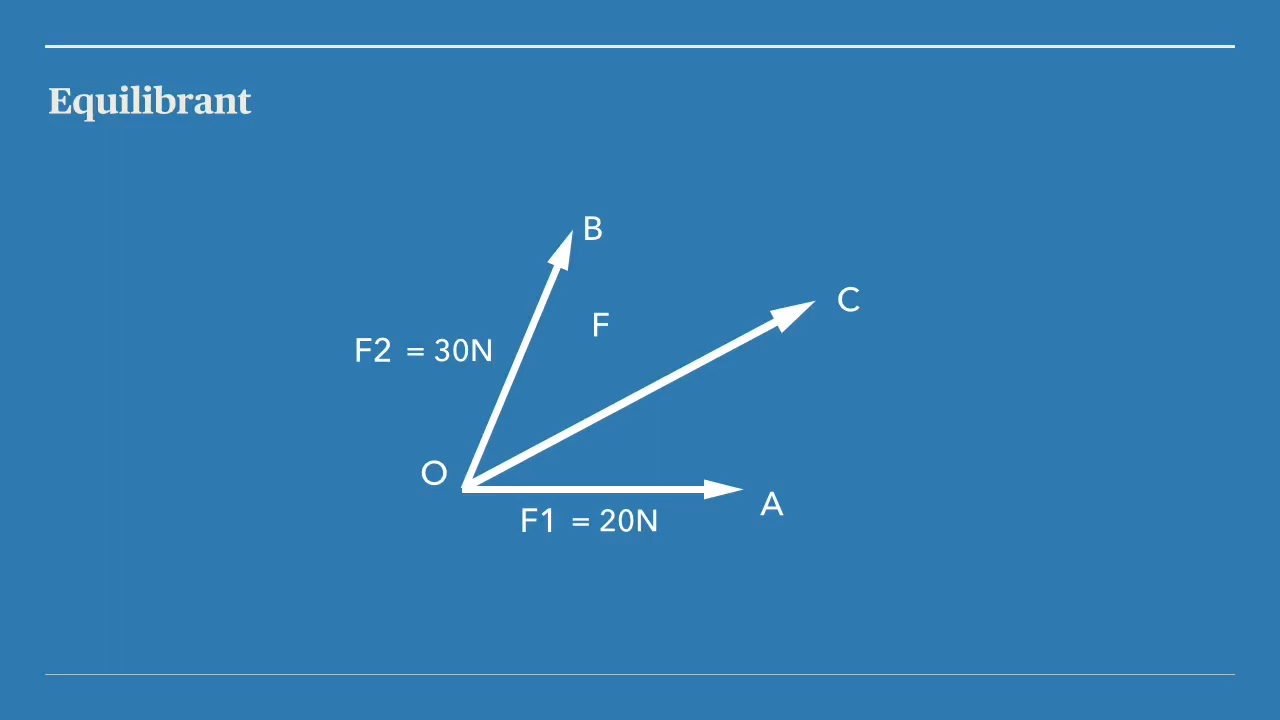 Equilibrant
B
C
F
F2 = 30N
O
A
F1 = 20N